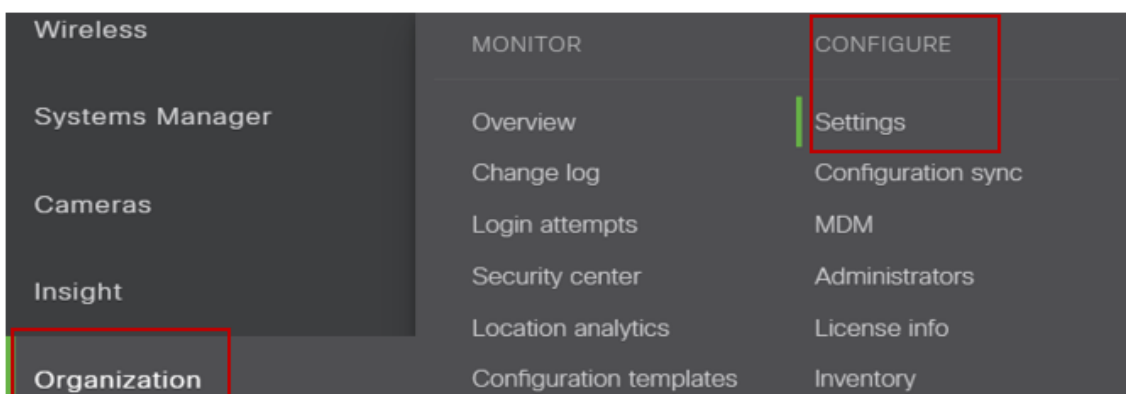 Wireless
Systems Manager
Cameras
Insight
Organization
MONITOR
Overview
Change log
Login attempts
Security center
Location analytics
Configuration templates
CONFIGURE
Settings
Configuration sync
MDM
Administrators
License info
Inventory